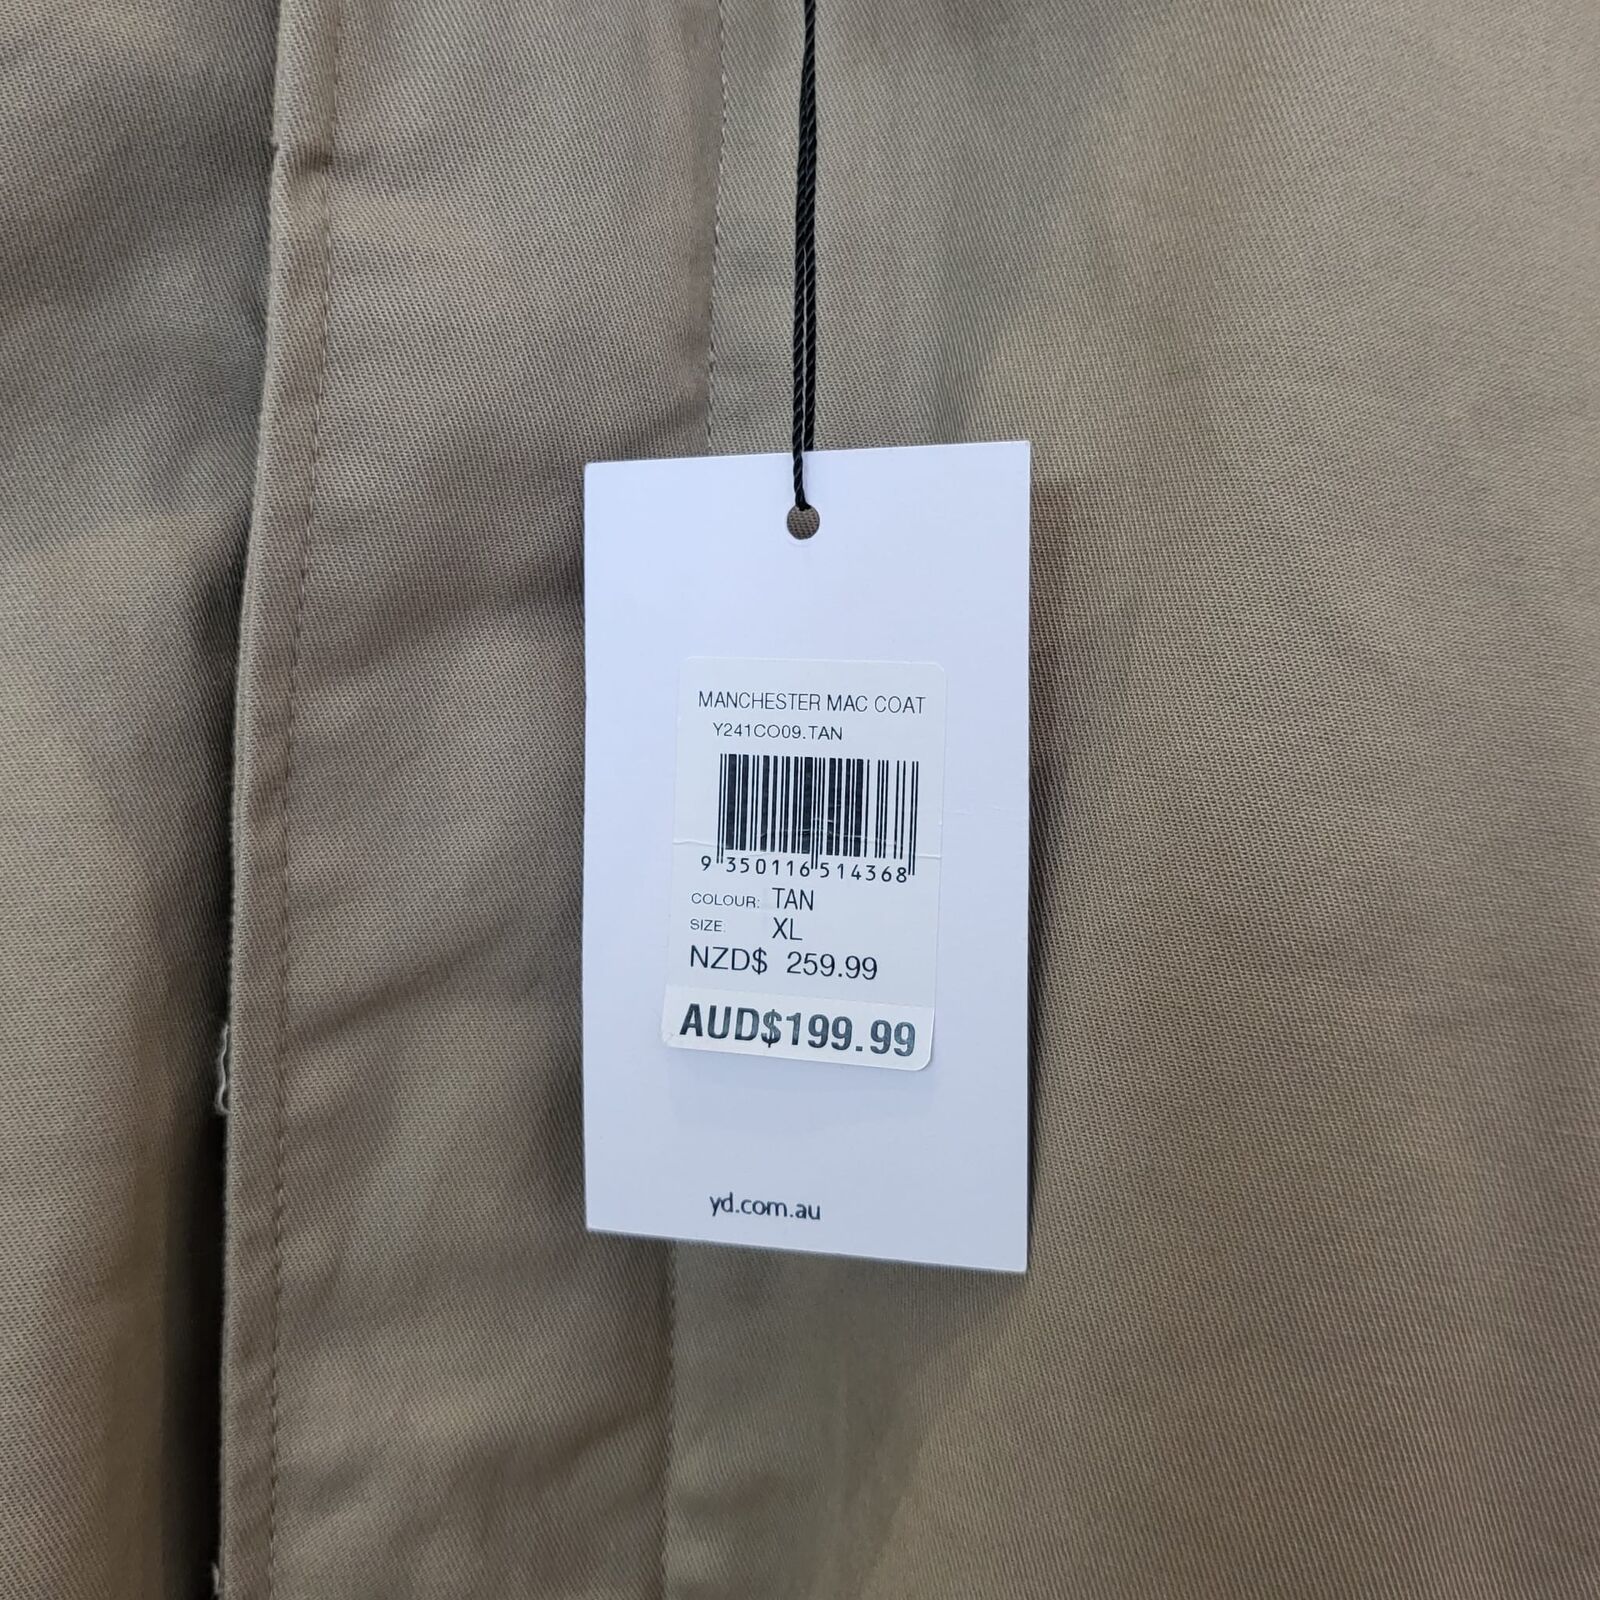 MANCHESTER MAC COAT
Y241CO09.TAN
9 350116 514368
COLOUR: TAN
SIZE: XL
NZD$ 259.99
AUD$199.99
yd.com.au